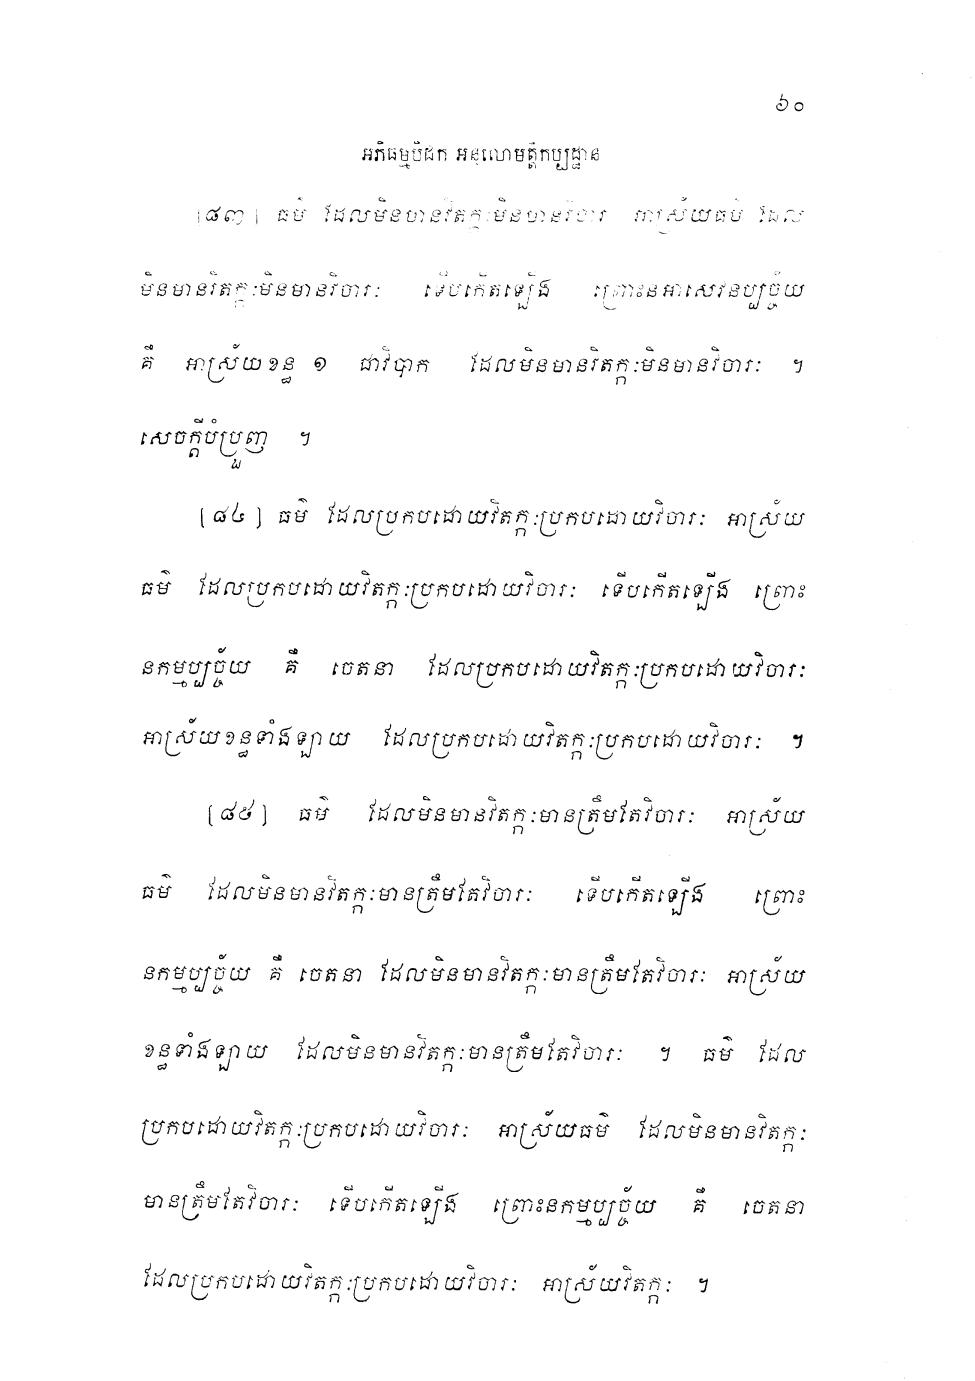 ៦០
អភិធម្មបិដក អនុលោមត្តិកប្បដ្ឋាន
[៨៣] ធម៌ ដែលមិនមានវិតក្កៈមិនមានវិចារៈ អាស្រ័យធម៌ ដែល
មិនមានវិតក្កៈមិនមានវិចារៈ ទើបកើតឡើង ព្រោះនអាសេវនប្បច្ច័យ
គឺ អាស្រ័យខន្ធ ១ ជាវិបាក ដែលមិនមានវិតក្កៈមិនមានវិចារៈ ។
សេចក្តីបំប្រួញ ។
[៨៤] ធម៌ ដែលប្រកបដោយវិតក្កៈប្រកបដោយវិចារៈ អាស្រ័យ
ធម៌ ដែលប្រកបដោយវិតក្កៈប្រកបដោយវិចារៈ ទើបកើតឡើង ព្រោះ
នកម្មប្បច្ច័យ គឺ ចេតនា ដែលប្រកបដោយវិតក្កៈប្រកបដោយវិចារៈ
អាស្រ័យខន្ធទាំងឡាយ ដែលប្រកបដោយវិតក្កៈប្រកបដោយវិចារៈ ។
[៨៥] ធម៌ ដែលមិនមានវិតក្កៈមានត្រឹមតែវិចារៈ អាស្រ័យ
ធម៌ ដែលមិនមានវិតក្កៈមានត្រឹមតែវិចារៈ ទើបកើតឡើង ព្រោះ
នកម្មប្បច្ច័យ គឺ ចេតនា ដែលមិនមានវិតក្កៈមានត្រឹមតែវិចារៈ អាស្រ័យ
ខន្ធទាំងឡាយ ដែលមិនមានវិតក្កៈមានត្រឹមតែវិចារៈ ។ ធម៌ ដែល
ប្រកបដោយវិតក្កៈប្រកបដោយវិចារៈ អាស្រ័យធម៌ ដែលមិនមានវិតក្កៈ
មានត្រឹមតែវិចារៈ ទើបកើតឡើង ព្រោះនកម្មប្បច្ច័យ គឺ ចេតនា
ដែលប្រកបដោយវិតក្កៈប្រកបដោយវិចារៈ អាស្រ័យវិតក្កៈ ។